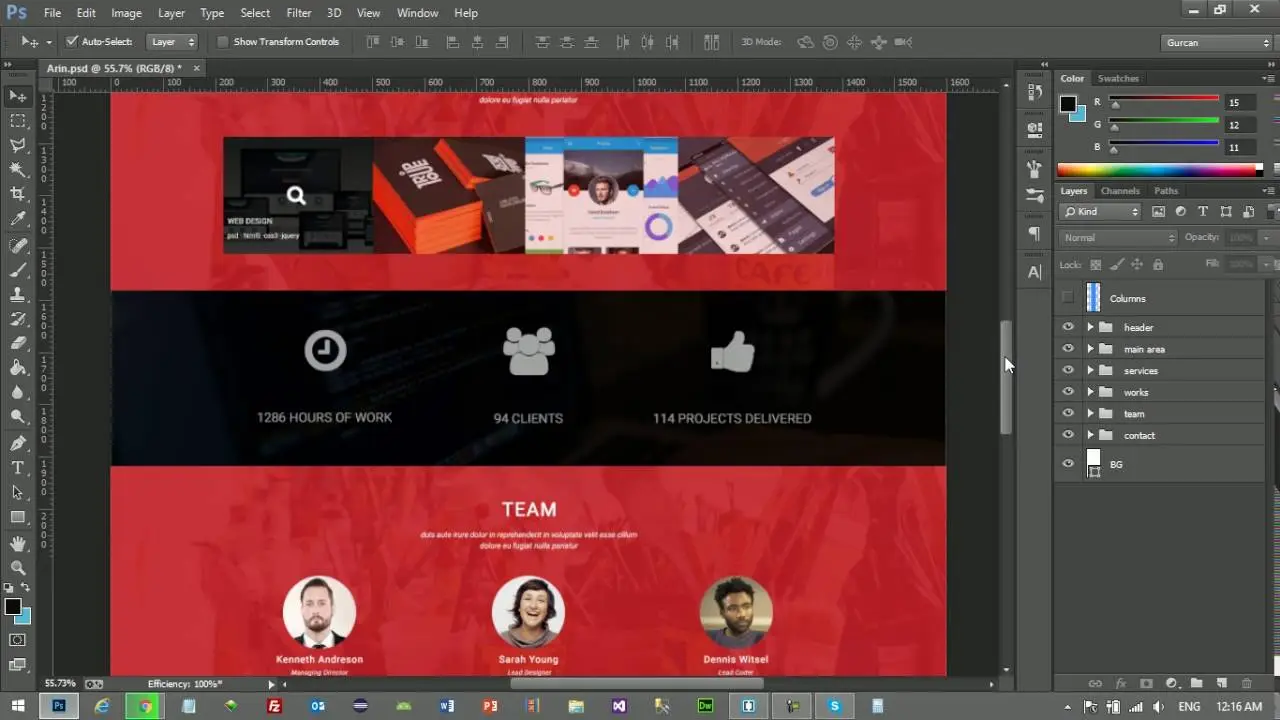 Ps File Edit Image Layer Type Select Filter 3D View Window Help
Auto-Select: Layer Show Transform Controls 3D Mode: Gurcan
Arin.psd @ 55.7% (RGB/8) * ×
100 0 100 200 300 400 500 600 700 800 900 1000 1100 1200 1300 1400 1500 1600
dolore eu fugiat nulla pariatur
WEB DESIGN
psd html5 css3 jquery
1286 HOURS OF WORK 94 CLIENTS 114 PROJECTS DELIVERED
TEAM
duis aute irure dolor in reprehenderit in voluptate velit esse cillum
dolore eu fugiat nulla pariatur
Kenneth Andreson Sarah Young Dennis Witsel
Managing Director Lead Designer Lead Coder
Color Swatches
R 15
G 12
B 11
Layers Channels Paths
Kind
Normal Opacity:
Lock: Fill: 100%
Columns
header
main area
services
works
team
contact
BG
55.73% Efficiency: 100%*
ENG 12:16 AM